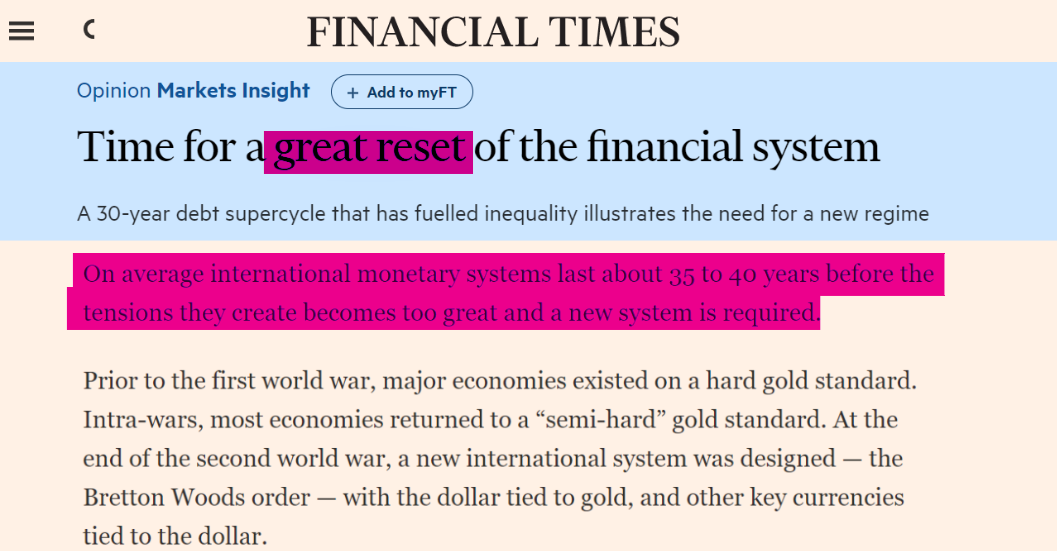 FINANCIAL TIMES
Opinion Markets Insight + Add to myFT
Time for a great reset of the financial system
A 30-year debt supercycle that has fuelled inequality illustrates the need for a new regime
On average international monetary systems last about 35 to 40 years before the
tensions they create becomes too great and a new system is required.
Prior to the first world war, major economies existed on a hard gold standard.
Intra-wars, most economies returned to a “semi-hard” gold standard. At the
end of the second world war, a new international system was designed — the
Bretton Woods order — with the dollar tied to gold, and other key currencies
tied to the dollar.